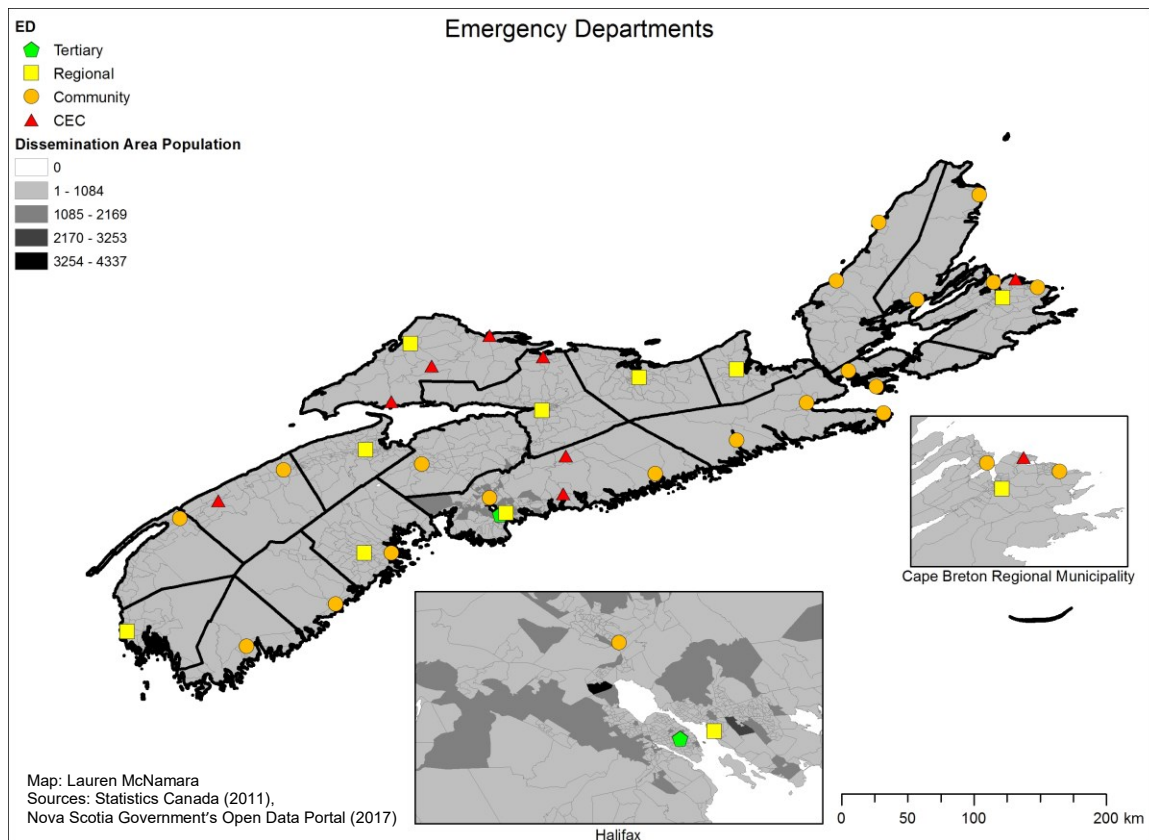 Emergency Departments
ED
Tertiary
Regional
Community
CEC
Dissemination Area Population
0
1 - 1084
1085 - 2169
2170 - 3253
3254 - 4337
Cape Breton Regional Municipality
Map: Lauren McNamara
Sources: Statistics Canada (2011),
Nova Scotia Government's Open Data Portal (2017)
Halifax
0 50 100 200 km